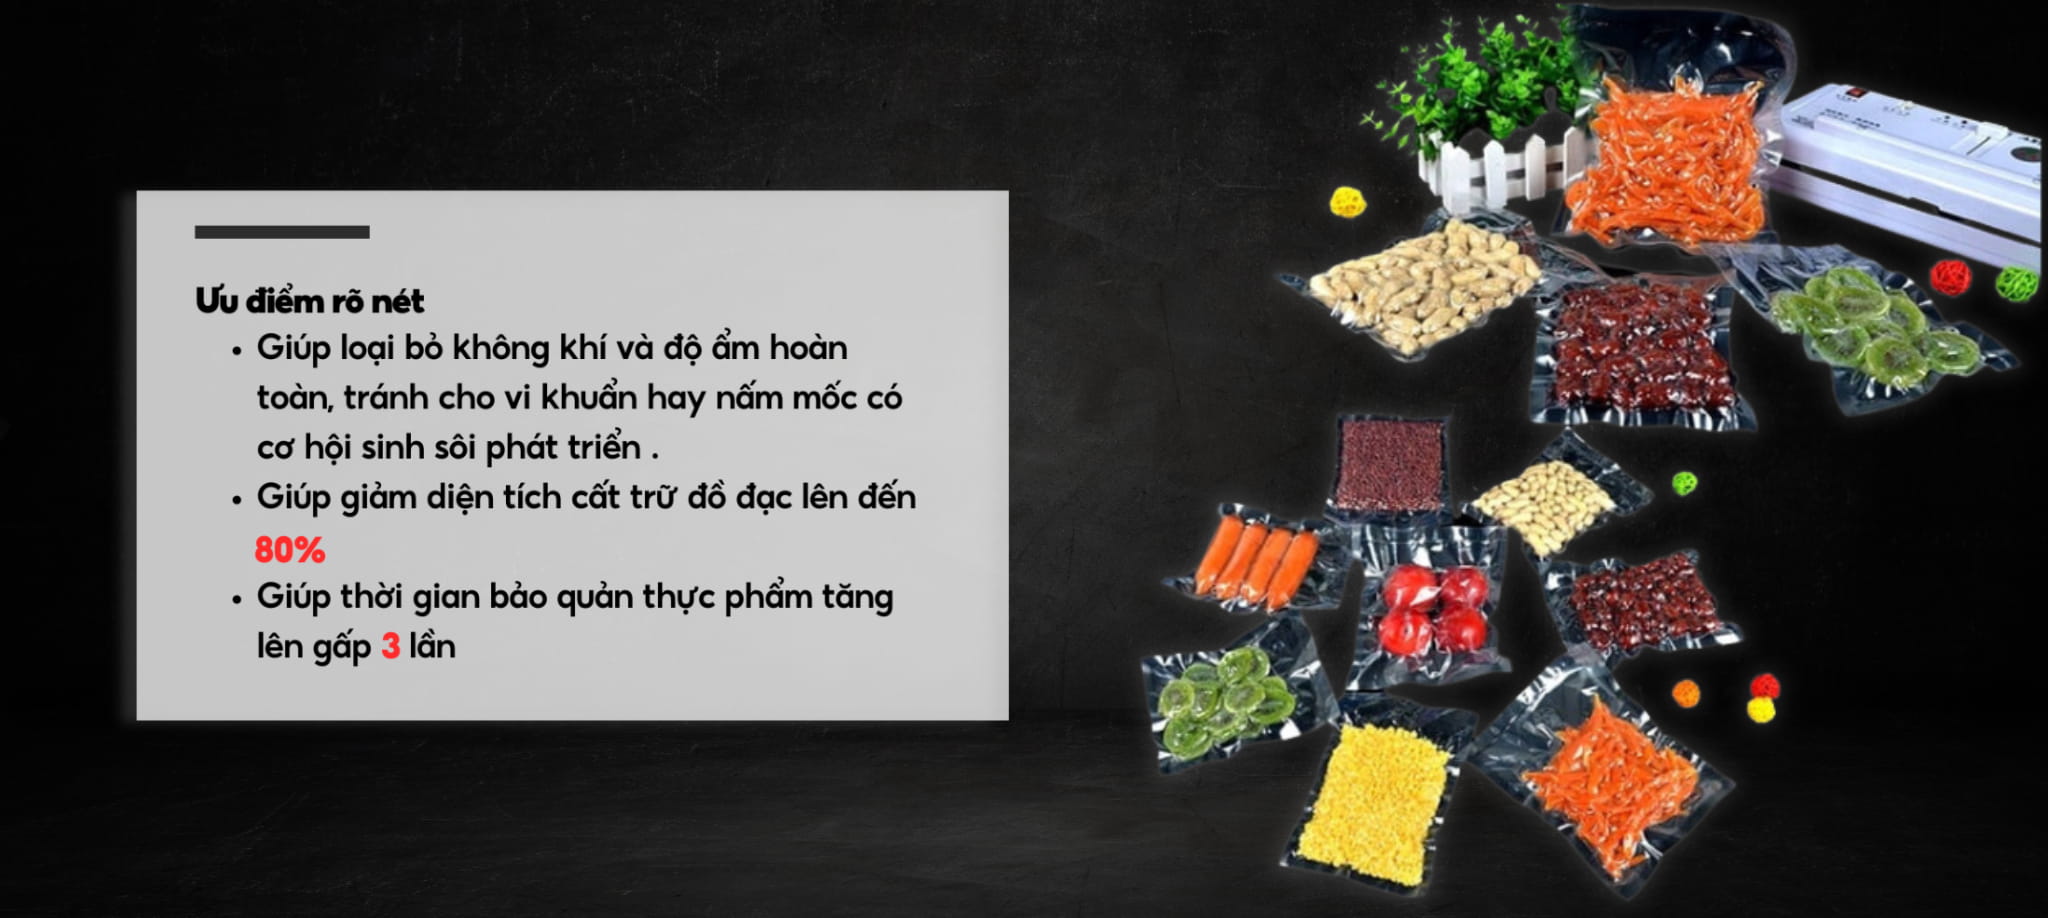 Ưu điểm rõ nét
• Giúp loại bỏ không khí và độ ẩm hoàn
toàn, tránh cho vi khuẩn hay nấm mốc có
cơ hội sinh sôi phát triển .
• Giúp giảm diện tích cất trữ đồ đạc lên đến
80%
• Giúp thời gian bảo quản thực phẩm tăng
lên gấp 3 lần